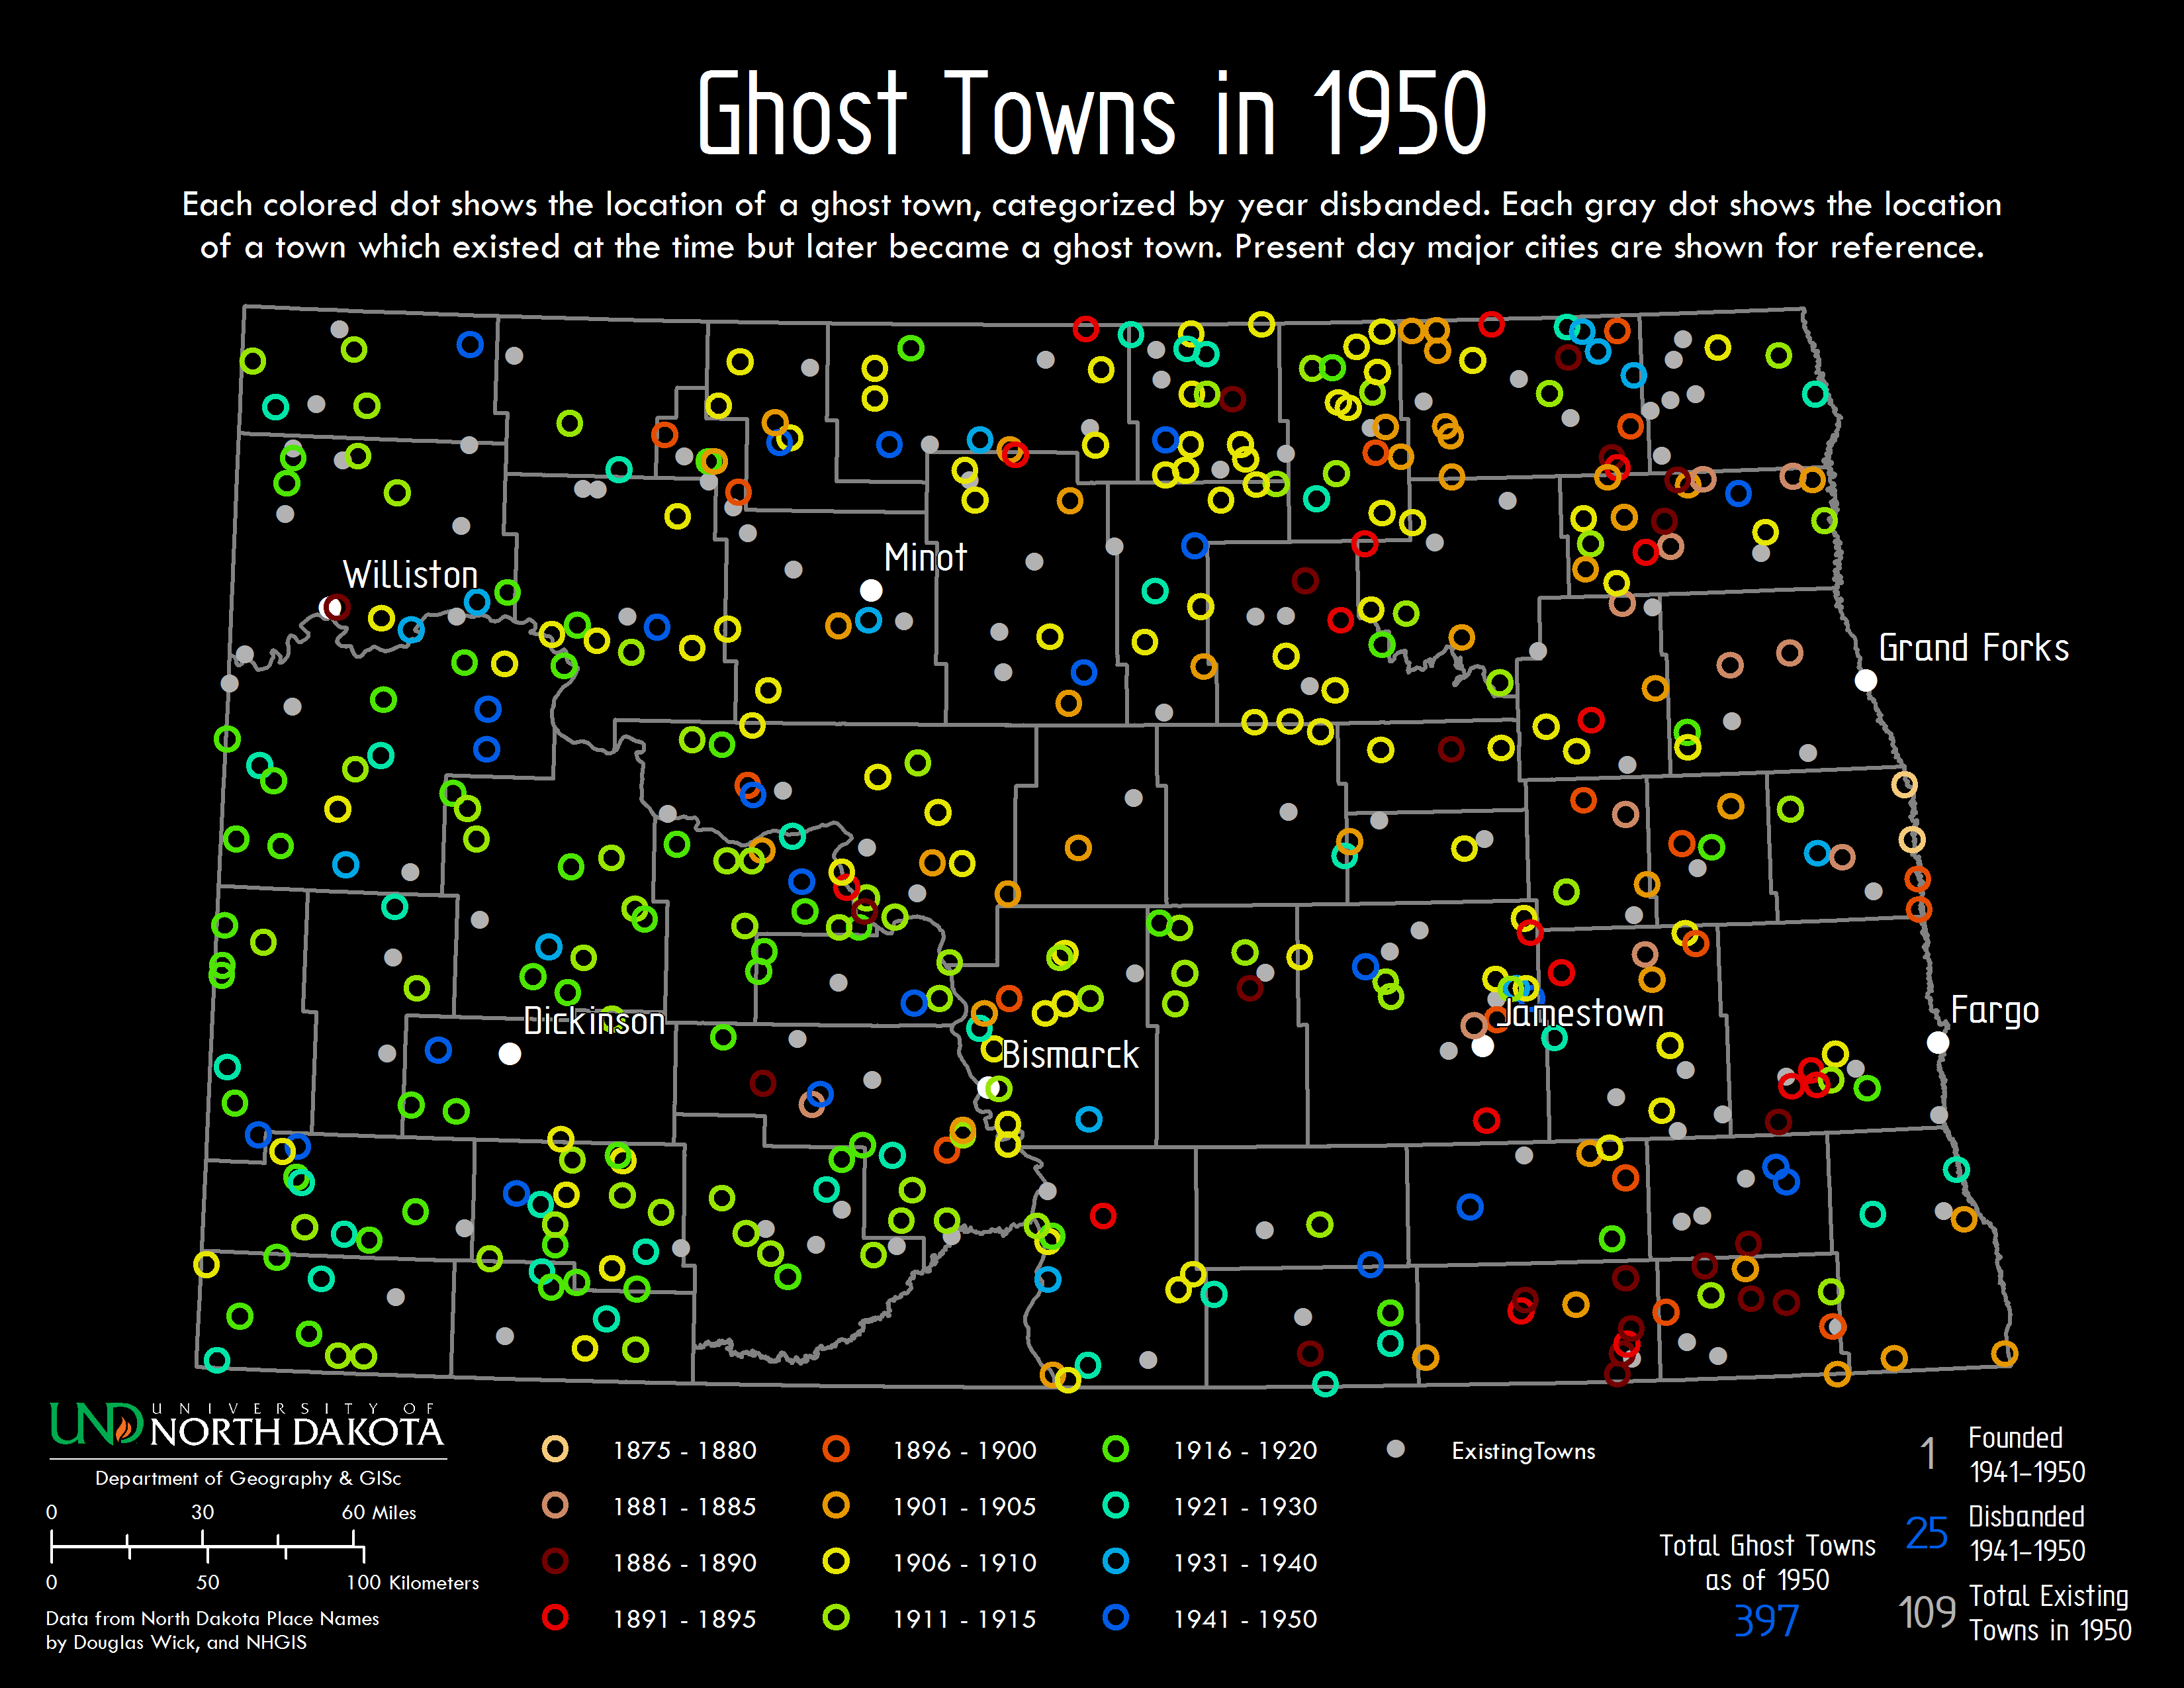 Ghost Towns in 1950
Each colored dot shows the location of a ghost town, categorized by year disbanded. Each gray dot shows the location
of a town which existed at the time but later became a ghost town. Present day major cities are shown for reference.
Minot
Williston
Grand Forks
Fargo
Jamestown
Dickinson
Bismarck
UND UNIVERSITY OF
NORTH DAKOTA
Department of Geography & GISc
0 30 60 Miles
0 50 100 Kilometers
Data from North Dakota Place Names
by Douglas Wick, and NHGIS
1875 - 1880
1881 - 1885
1886 - 1890
1891 - 1895
1896 - 1900
1901 - 1905
1906 - 1910
1911 - 1915
1916 - 1920
1921 - 1930
1931 - 1940
1941 - 1950
ExistingTowns
Total Ghost Towns
as of 1950
397
1 Founded
1941-1950
25 Disbanded
1941-1950
109 Total Existing
Towns in 1950